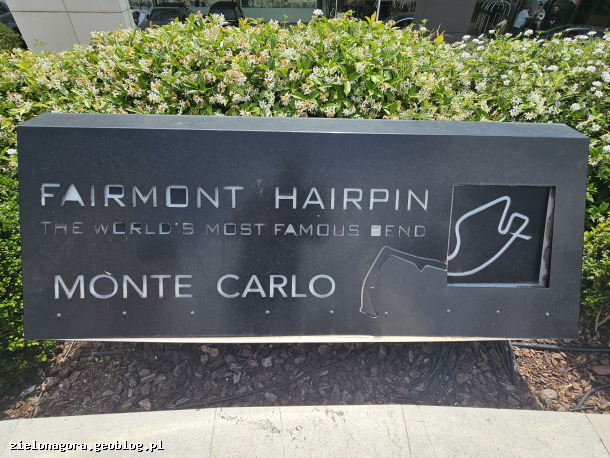 FAIRMONT HAIRPIN
THE WORLD'S MOST FAMOUS BEND
MONTE CARLO
zielonagora.geoblog.pl